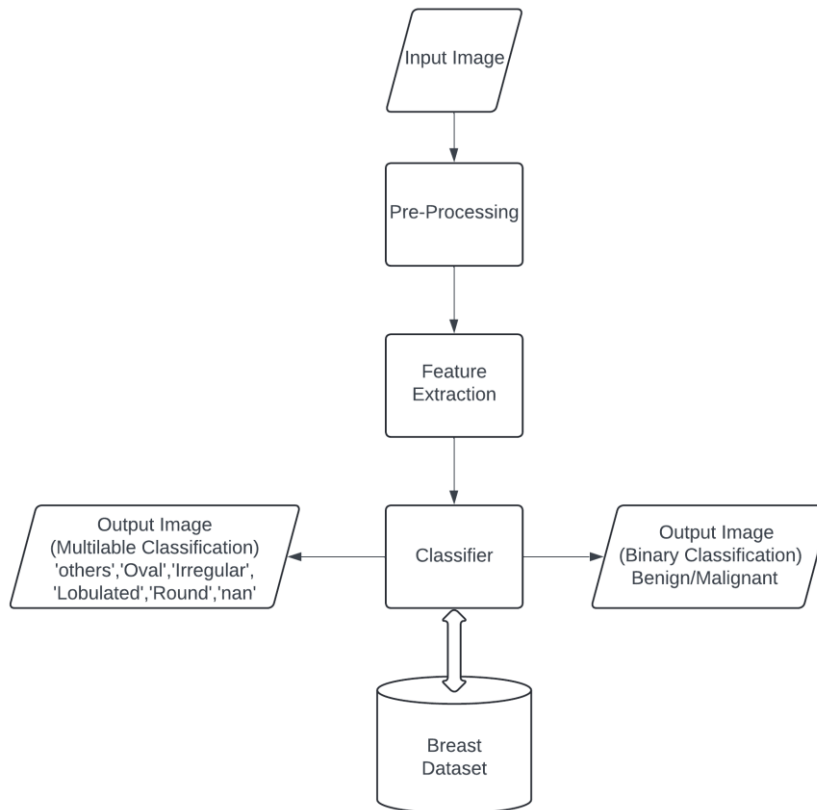 Input Image
Pre-Processing
Feature
Extraction
Output Image
(Multilable Classification)
'others','Oval','Irregular',
'Lobulated','Round','nan'
Classifier
Output Image
(Binary Classification)
Benign/Malignant
Breast
Dataset